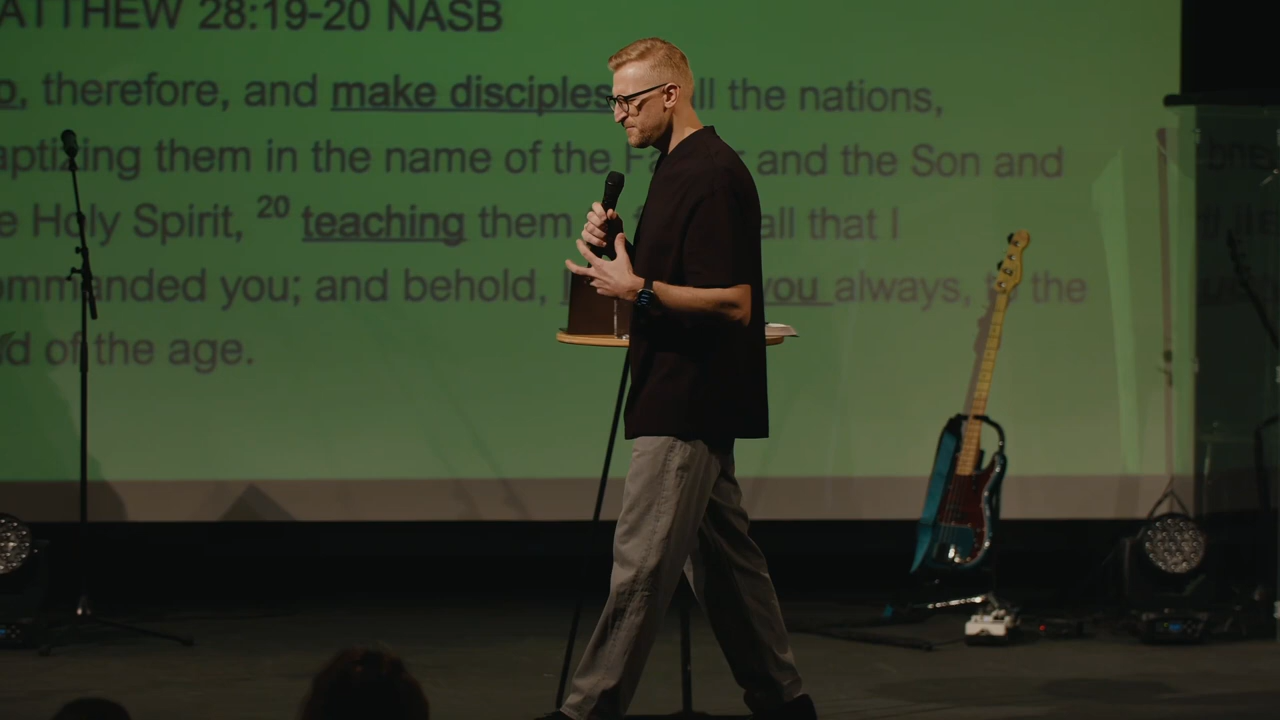 ATTHEW 28:19-20 NASB
o, therefore, and make disciples all the nations,
aptizing them in the name of the Fa and the Son and
e Holy Spirit, 20 teaching them all that I
ommanded you; and behold, you always, the
d of the age.